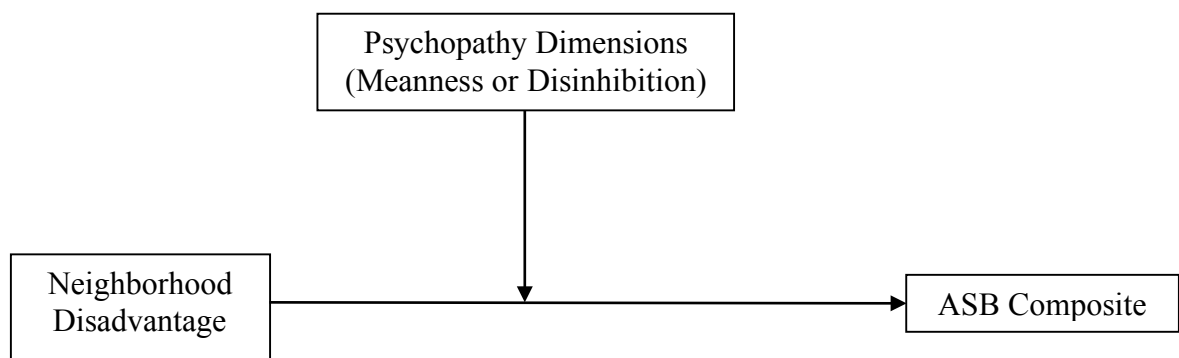 Psychopathy Dimensions
(Meanness or Disinhibition)
Neighborhood
Disadvantage
ASB Composite